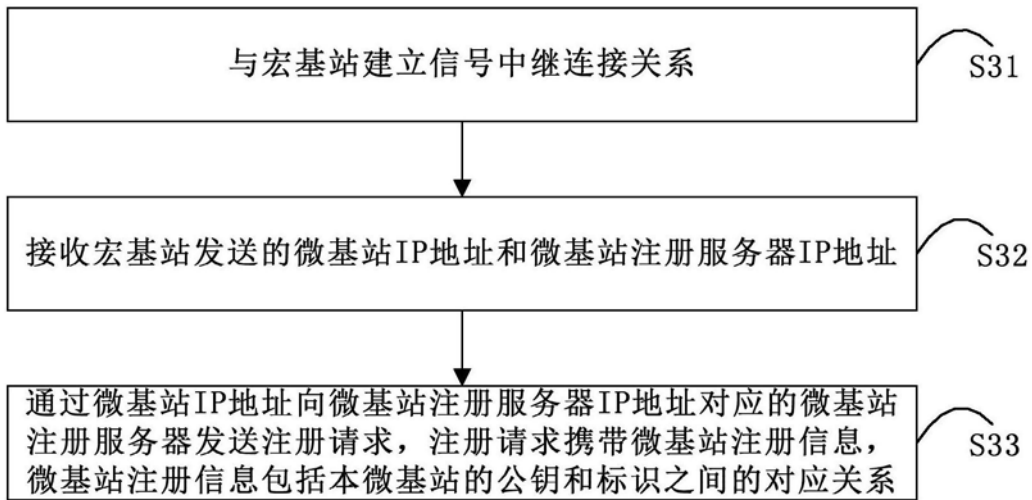 与宏基站建立信号中继连接关系
S31
接收宏基站发送的微基站IP地址和微基站注册服务器IP地址
S32
通过微基站IP地址向微基站注册服务器IP地址对应的微基站
注册服务器发送注册请求，注册请求携带微基站注册信息，
微基站注册信息包括本微基站的公钥和标识之间的对应关系
S33